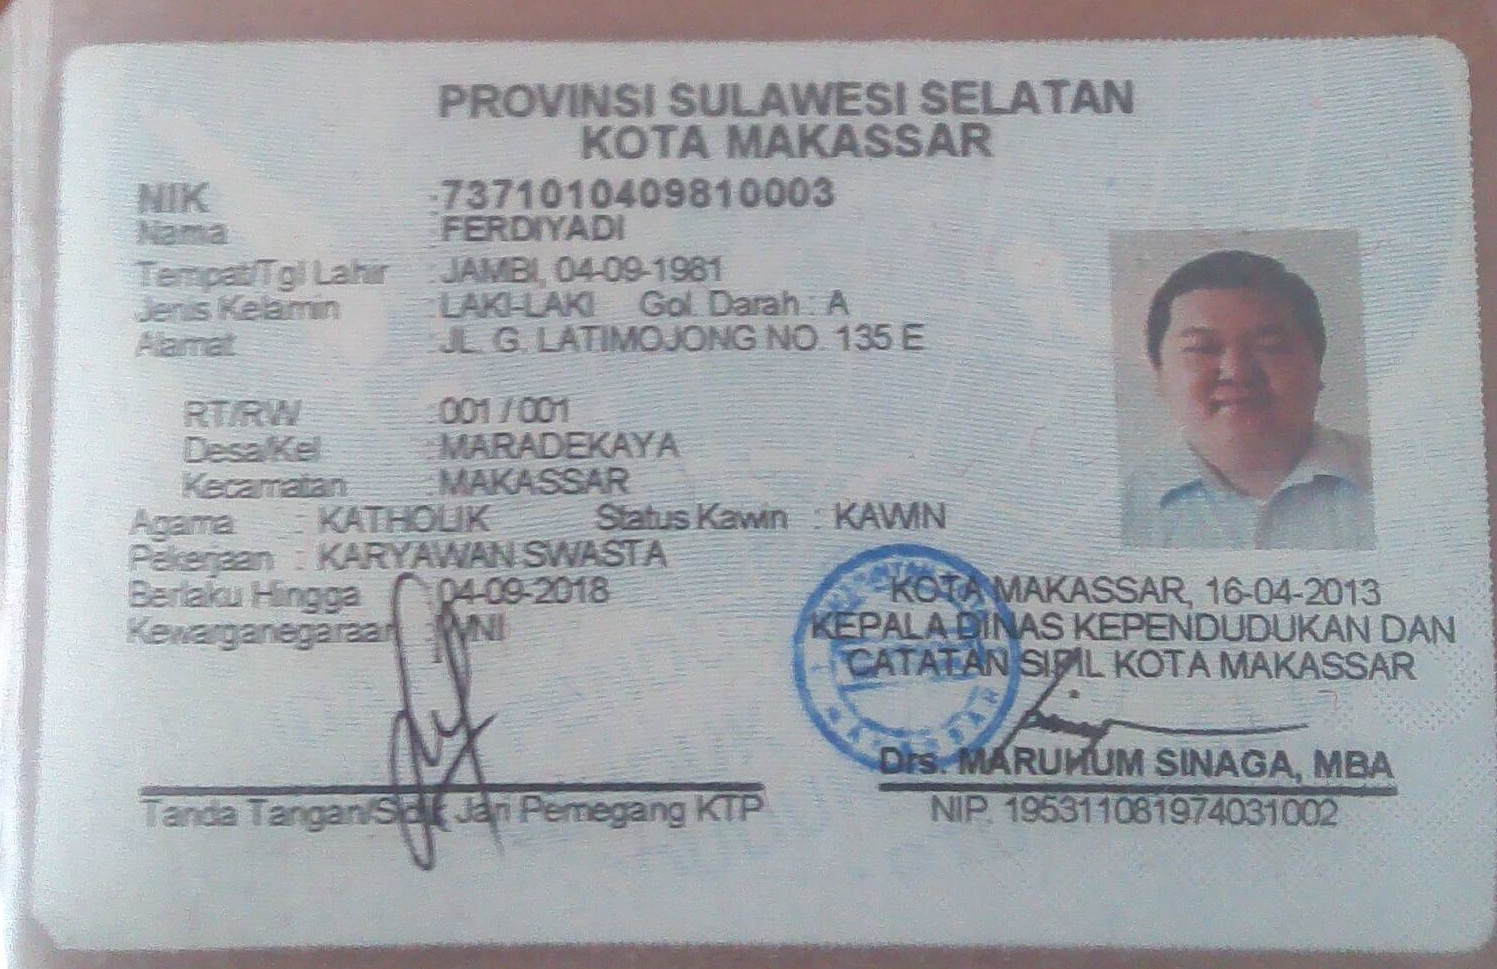 PROVINSI SULAWESI SELATAN
KOTA MAKASSAR
NIK :7371010409810003
Nama :FERDIYADI
Tempat/Tgl Lahir :JAMBI, 04-09-1981
Jenis Kelamin :LAKI-LAKI Gol. Darah : A
Alamat :JL. G. LATIMOJONG NO. 135 E
RT/RW :001 / 001
Desa/Kel :MARADEKAYA
Kecamatan :MAKASSAR
Agama : KATHOLIK Status Kawin : KAWIN
Pekerjaan : KARYAWAN SWASTA
Berlaku Hingga :04-09-2018
Kewarganegaraan :WNI
KOTA MAKASSAR, 16-04-2013
KEPALA DINAS KEPENDUDUKAN DAN
CATATAN SIPIL KOTA MAKASSAR
Drs. MARUHUM SINAGA, MBA
NIP. 195311081974031002
Tanda Tangan/Sidik Jari Pemegang KTP